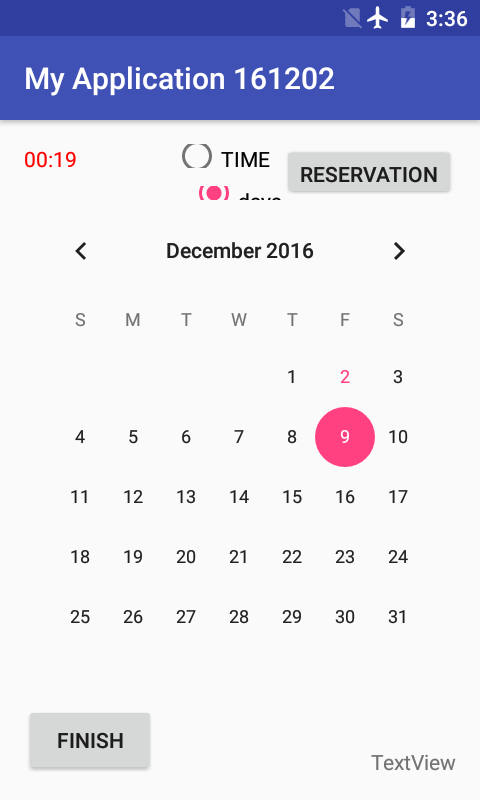 3:36
My Application 161202
00:19 TIME RESERVATION
days
December 2016
S M T W T F S
1 2 3
4 5 6 7 8 9 10
11 12 13 14 15 16 17
18 19 20 21 22 23 24
25 26 27 28 29 30 31
FINISH
TextView